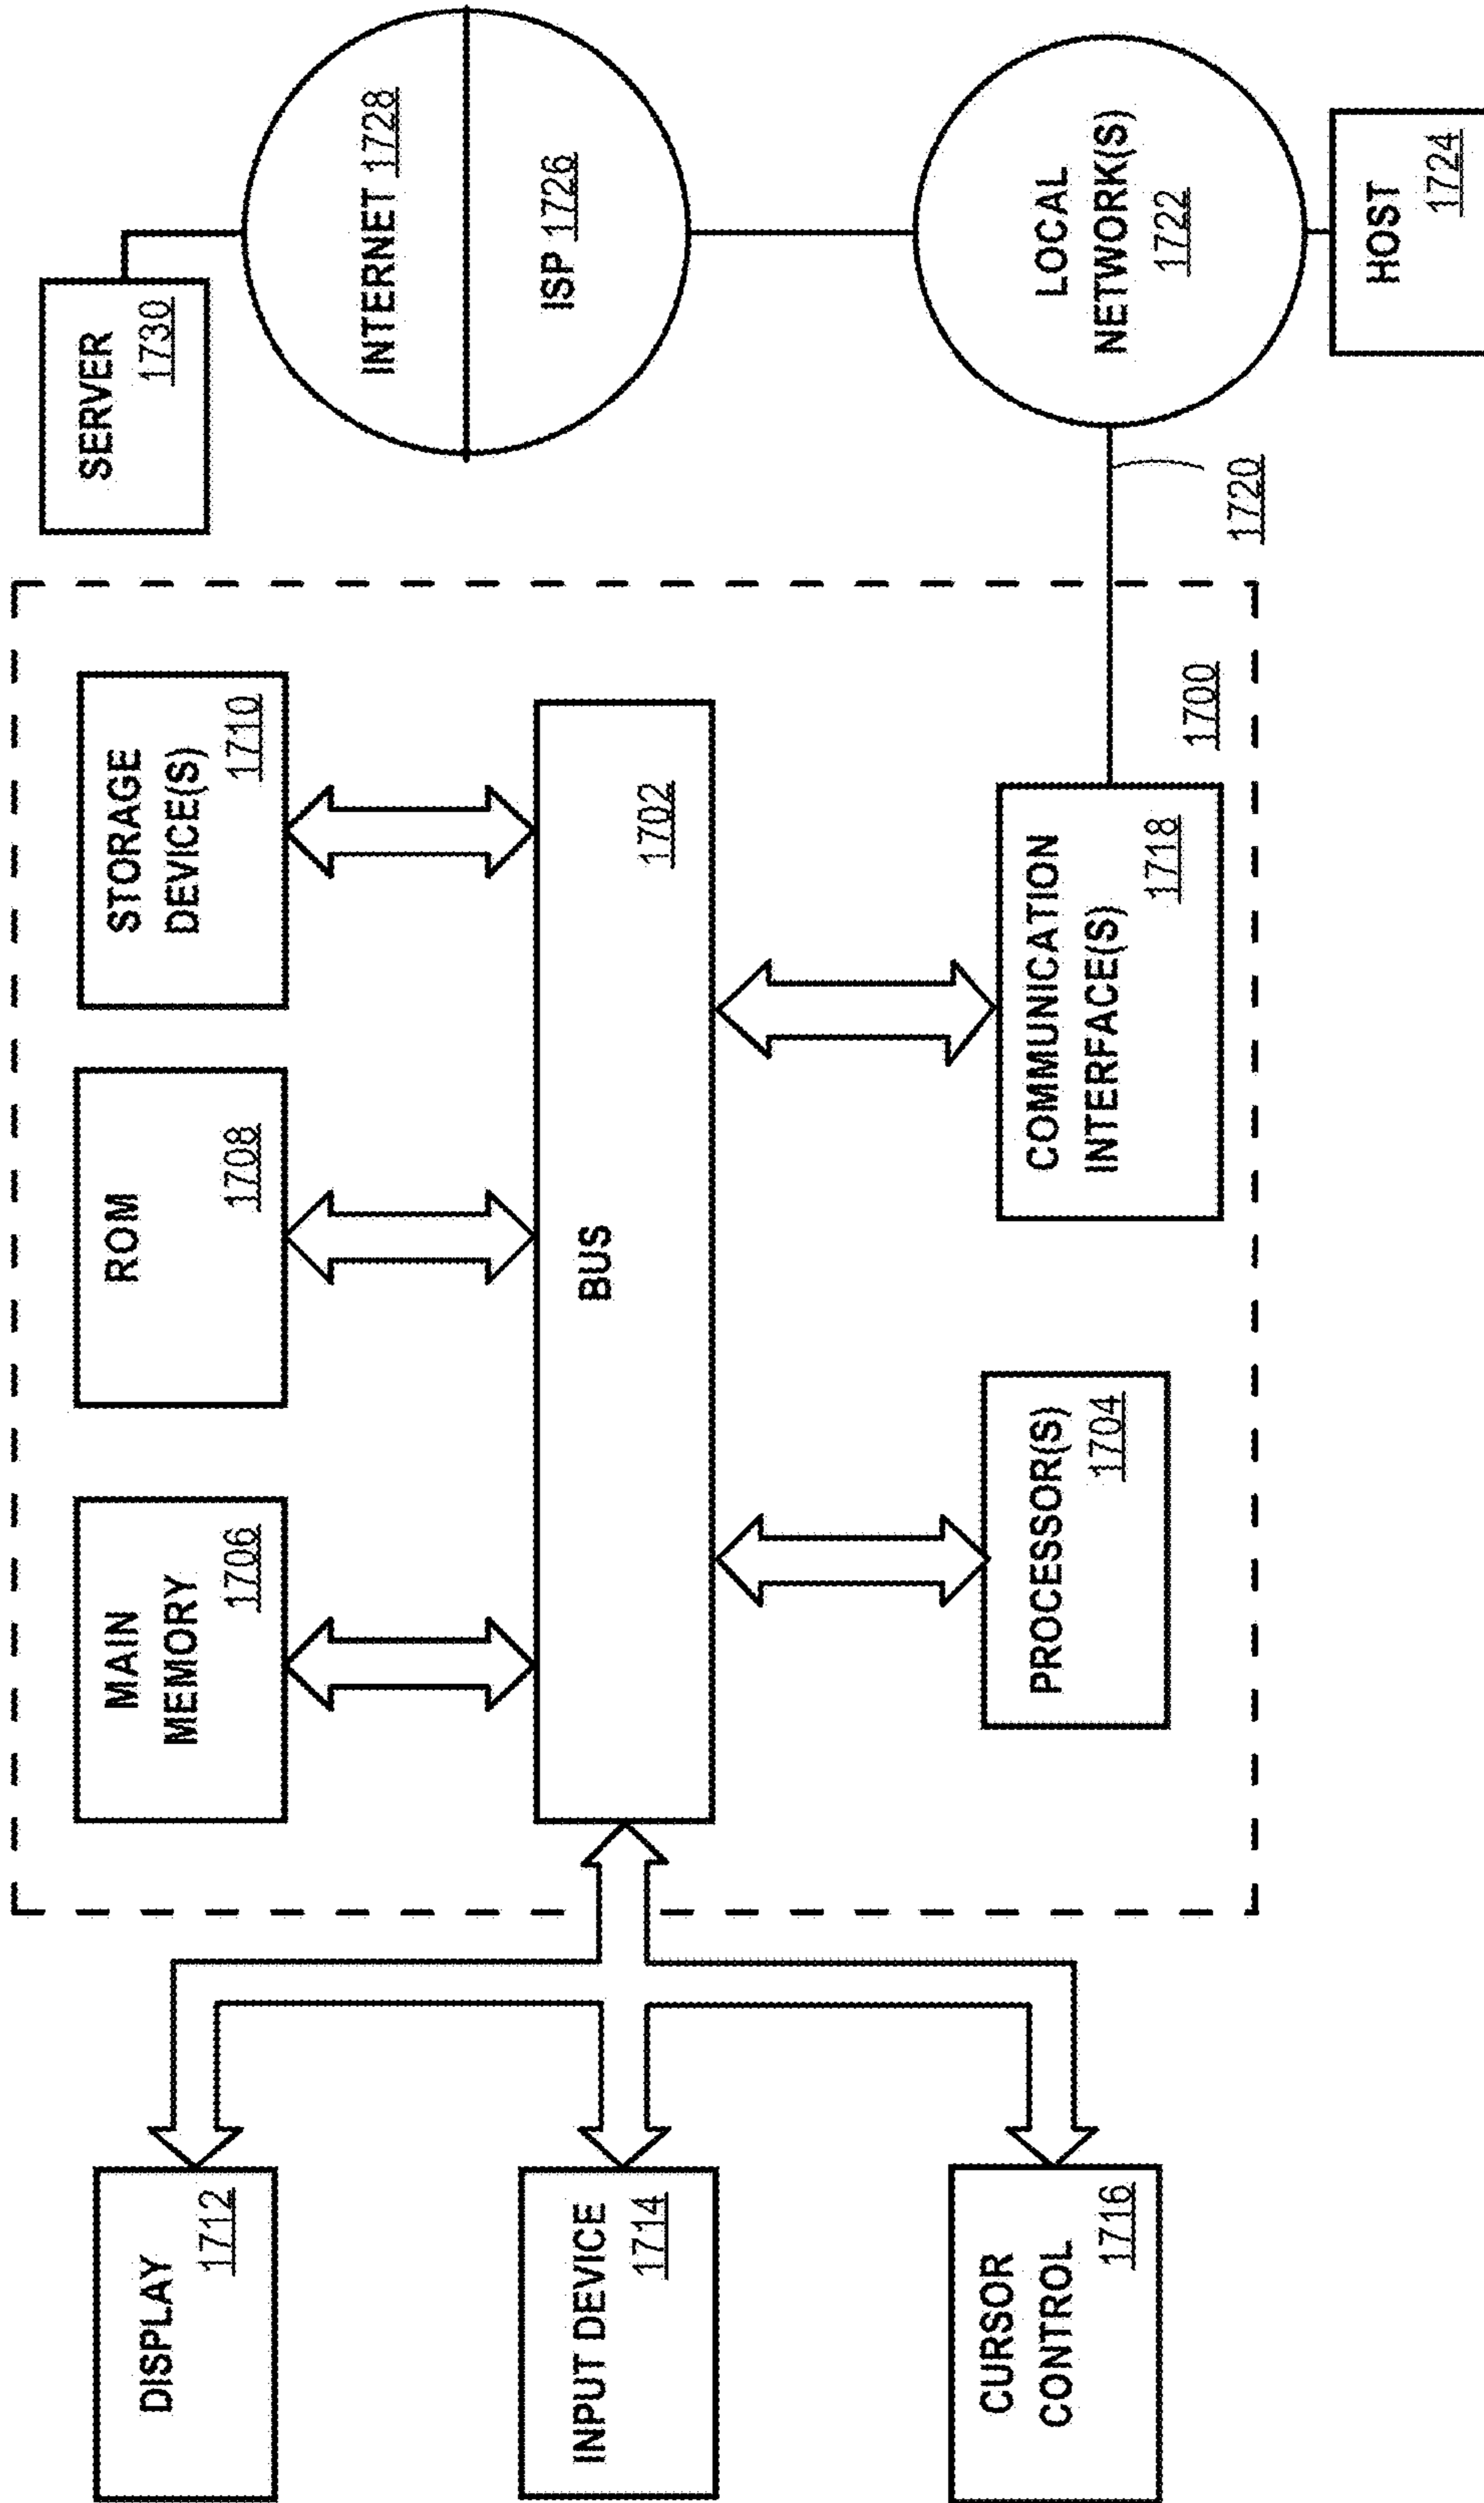 DISPLAY
1712
INPUT DEVICE
1714
CURSOR
CONTROL
1716
MAIN
MEMORY
1706
ROM
1708
STORAGE
DEVICE(S)
1710
BUS
1702
PROCESSOR(S)
1704
COMMUNICATION
INTERFACE(S)
1718
1700
1720
SERVER
1730
INTERNET 1728
ISP 1726
LOCAL
NETWORK(S)
1722
HOST
1724